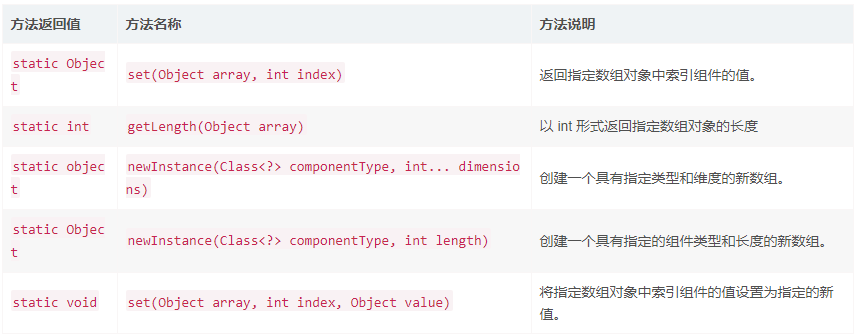 方法返回值 方法名称 方法说明
static Objec
t
set(Object array, int index)
返回指定数组对象中索引组件的值。
static int getLength(Object array) 以 int 形式返回指定数组对象的长度
static objec
t
newInstance(Class<?> componentType, int... dimensio
ns)
创建一个具有指定类型和维度的新数组。
static Objec
t
newInstance(Class<?> componentType, int length)
创建一个具有指定的组件类型和长度的新数组。
static void set(Object array, int index, Object value)
将指定数组对象中索引组件的值设置为指定的新
值。